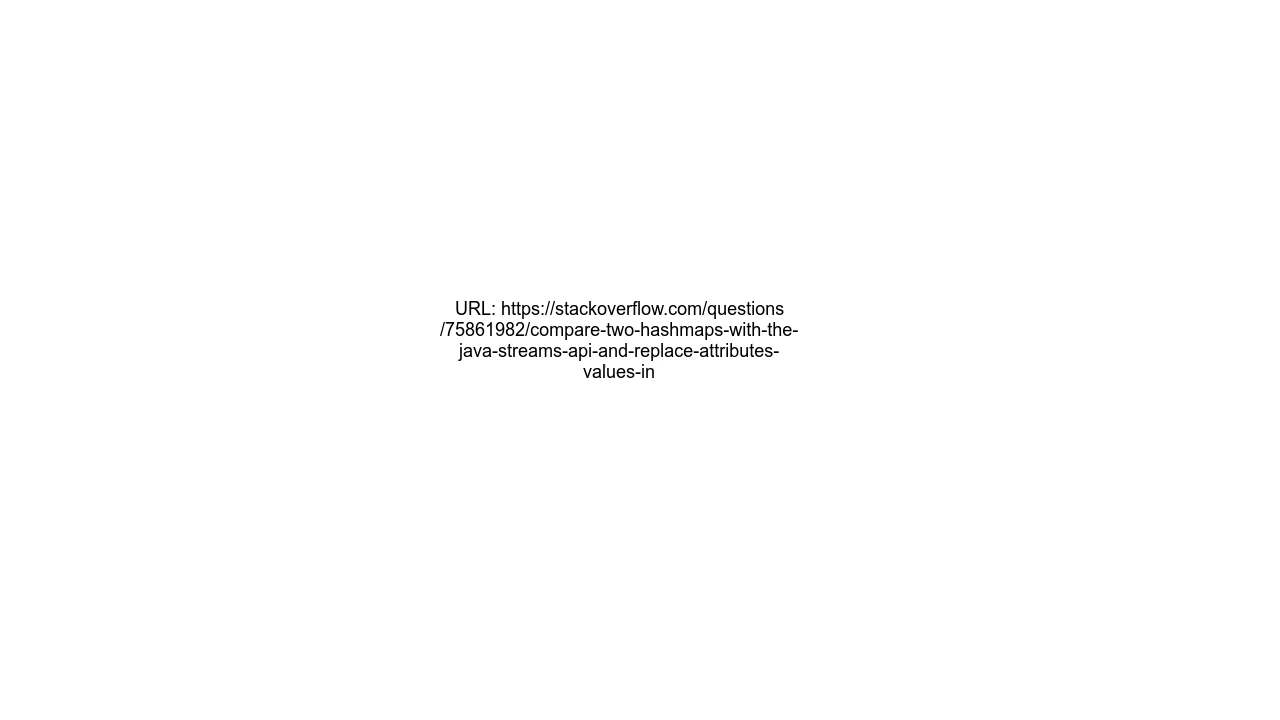 URL: https://stackoverflow.com/questions
/75861982/compare-two-hashmaps-with-the-
java-streams-api-and-replace-attributes-
values-in